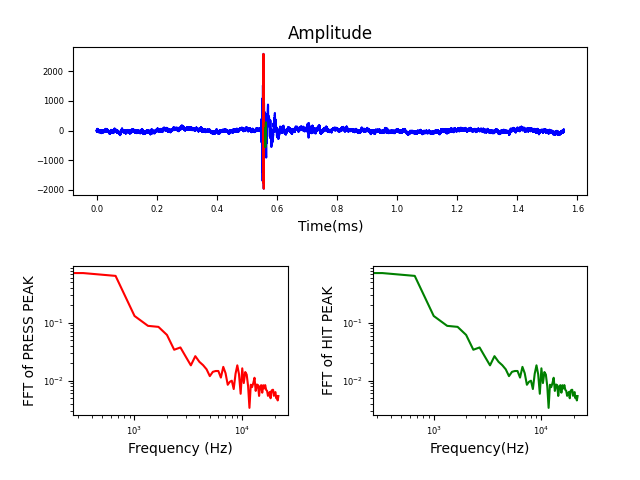 Amplitude
2000
1000
0
−1000
−2000
0.0 0.2 0.4 0.6 0.8 1.0 1.2 1.4 1.6
Time(ms)
FFT of PRESS PEAK
10⁻¹
10⁻²
10³ 10⁴
Frequency (Hz)
FFT of HIT PEAK
10⁻¹
10⁻²
10³ 10⁴
Frequency(Hz)